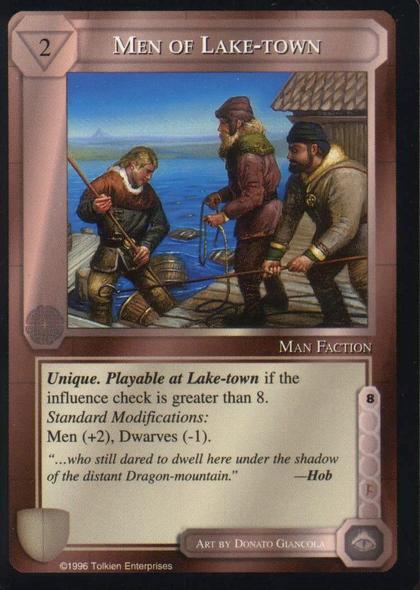 2
MEN OF LAKE-TOWN
MAN FACTION
Unique. Playable at Lake-town if the
influence check is greater than 8.
Standard Modifications:
Men (+2), Dwarves (-1).
“...who still dared to dwell here under the shadow
of the distant Dragon-mountain.” —Hob
8
F
ART BY DONATO GIANCOLA
©1996 Tolkien Enterprises